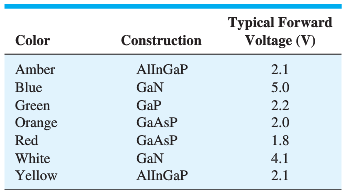 Typical Forward
Color Construction Voltage (V)
Amber AlInGaP 2.1
Blue GaN 5.0
Green GaP 2.2
Orange GaAsP 2.0
Red GaAsP 1.8
White GaN 4.1
Yellow AlInGaP 2.1